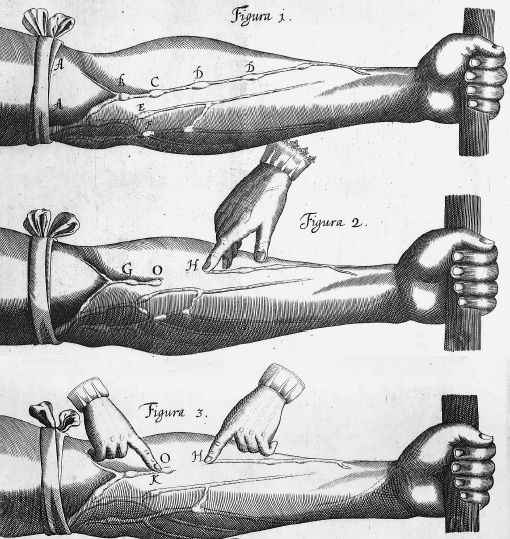 Figura 1.
A
C D D
A
E
Figura 2.
G O H
Figura 3.
O H
K